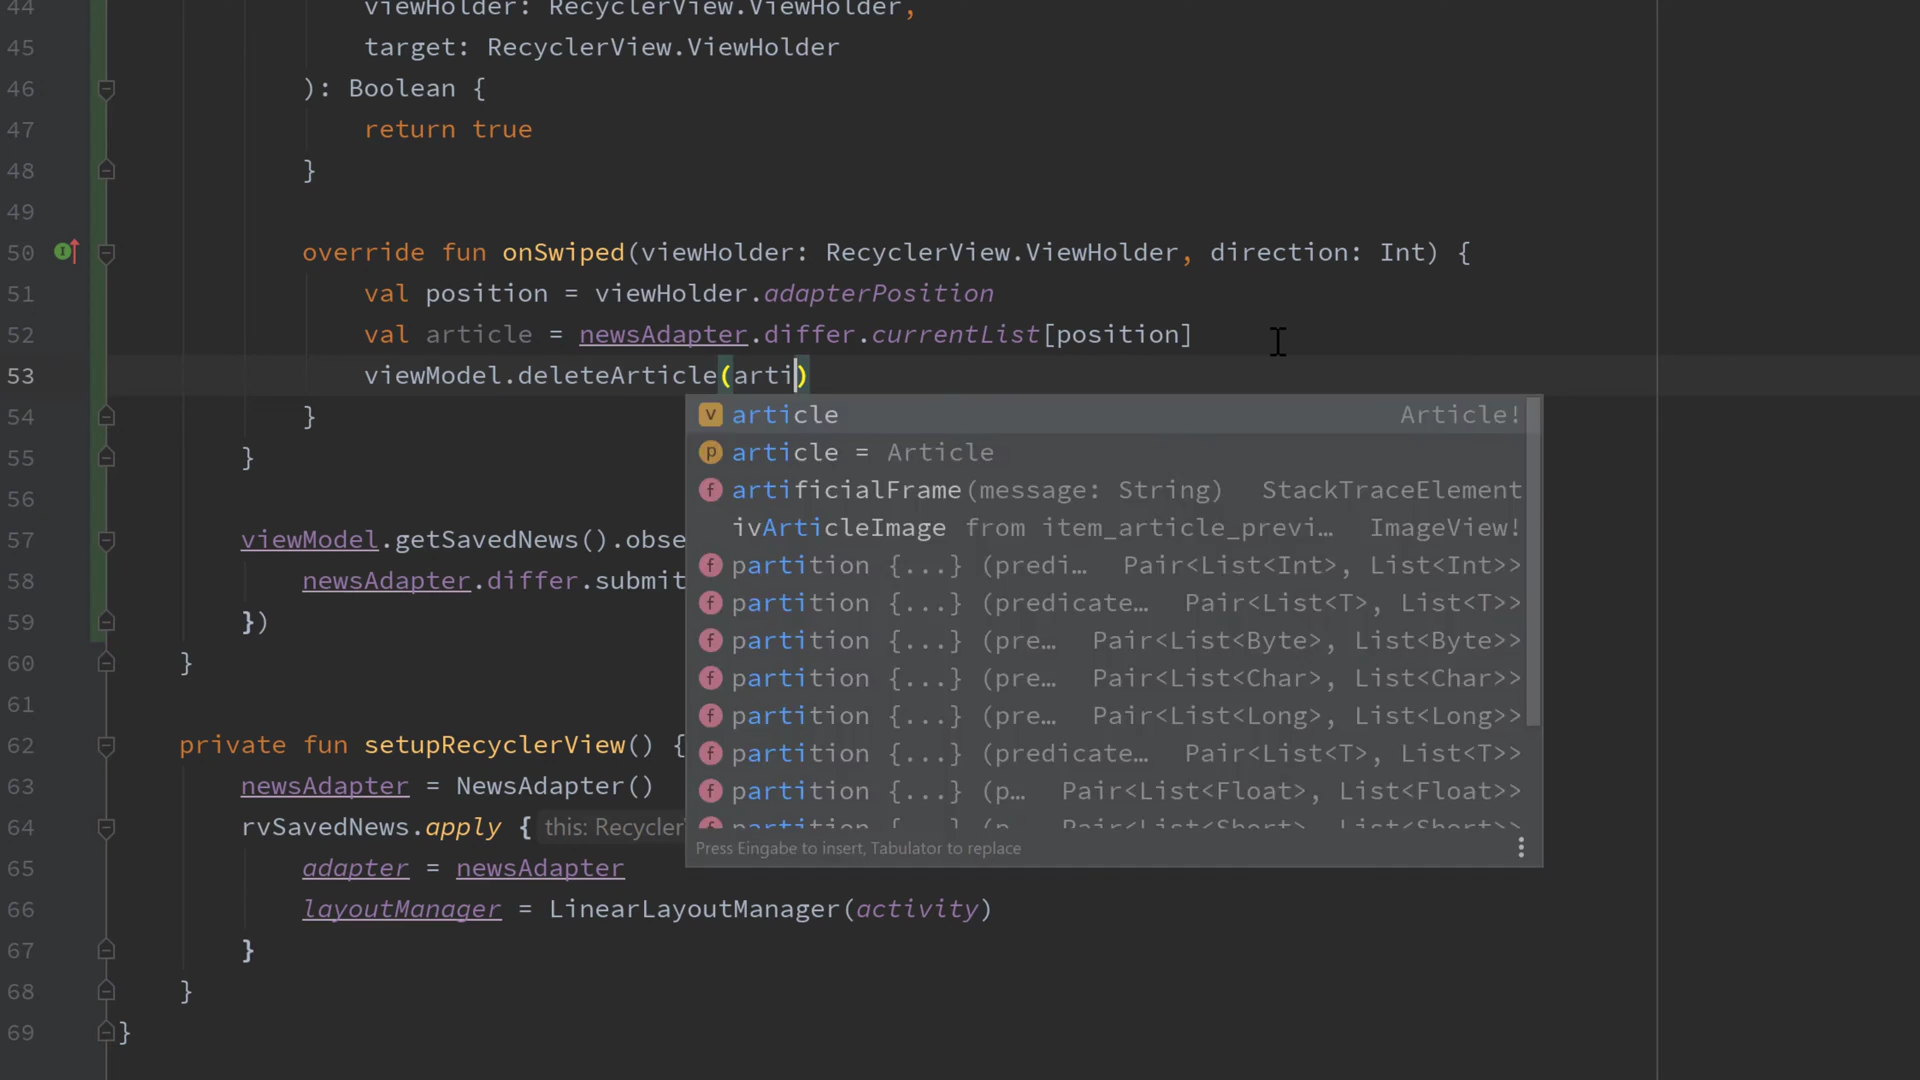 44 viewHolder: RecyclerView.ViewHolder,
45 target: RecyclerView.ViewHolder
46 ): Boolean {
47 return true
48 }
49
50 override fun onSwiped(viewHolder: RecyclerView.ViewHolder, direction: Int) {
51 val position = viewHolder.adapterPosition
52 val article = newsAdapter.differ.currentList[position]
53 viewModel.deleteArticle(arti)
54 }
v article Article!
55 }
p article = Article
56
f artificialFrame(message: String) StackTraceElement
57 viewModel.getSavedNews().obse
ivArticleImage from item_article_previ… ImageView!
58 newsAdapter.differ.submit
f partition {...} (predi… Pair<List<Int>, List<Int>>
59 })
f partition {...} (predicate… Pair<List<T>, List<T>>
60 }
f partition {...} (pre… Pair<List<Byte>, List<Byte>>
61
f partition {...} (pre… Pair<List<Char>, List<Char>>
62 private fun setupRecyclerView() {
f partition {...} (pre… Pair<List<Long>, List<Long>>
63 newsAdapter = NewsAdapter()
f partition {...} (predicate… Pair<List<T>, List<T>>
64 rvSavedNews.apply { this: Recycler
f partition {...} (p… Pair<List<Float>, List<Float>>
f partition {...} (p… Pair<List<Short>, List<Short>>
Press Eingabe to insert, Tabulator to replace
65 adapter = newsAdapter
66 layoutManager = LinearLayoutManager(activity)
67 }
68 }
69 }